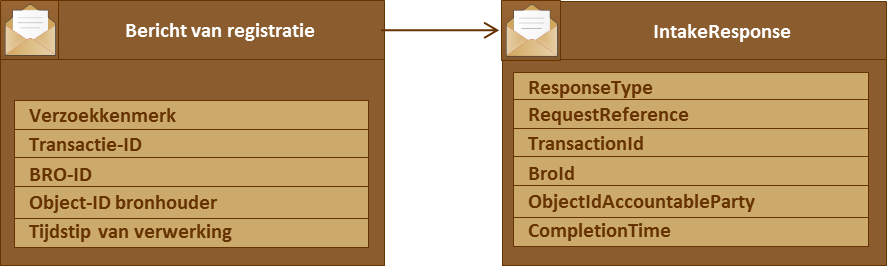 Bericht van registratie
Verzoekkenmerk
Transactie-ID
BRO-ID
Object-ID bronhouder
Tijdstip van verwerking
IntakeResponse
ResponseType
RequestReference
TransactionId
BroId
ObjectIdAccountableParty
CompletionTime